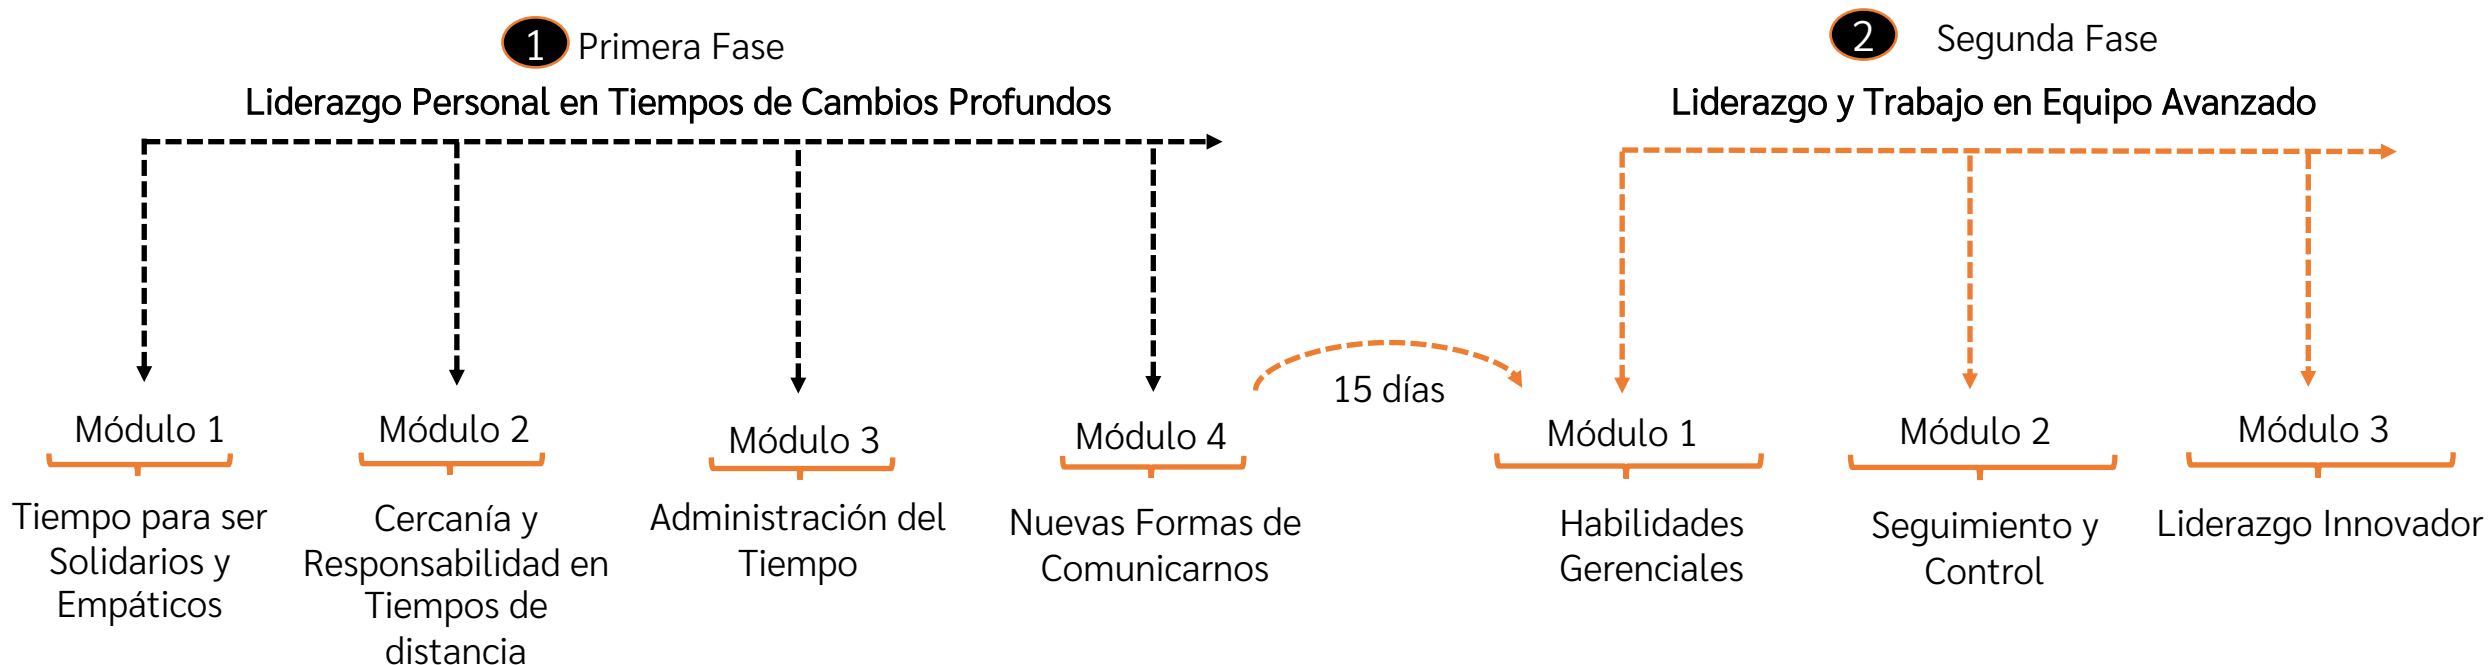 1 Primera Fase
Liderazgo Personal en Tiempos de Cambios Profundos
Módulo 1
Tiempo para ser
Solidarios y
Empáticos
Módulo 2
Cercanía y
Responsabilidad en
Tiempos de
distancia
Módulo 3
Administración del
Tiempo
Módulo 4
Nuevas Formas de
Comunicarnos
15 días
2 Segunda Fase
Liderazgo y Trabajo en Equipo Avanzado
Módulo 1
Habilidades
Gerenciales
Módulo 2
Seguimiento y
Control
Módulo 3
Liderazgo Innovador